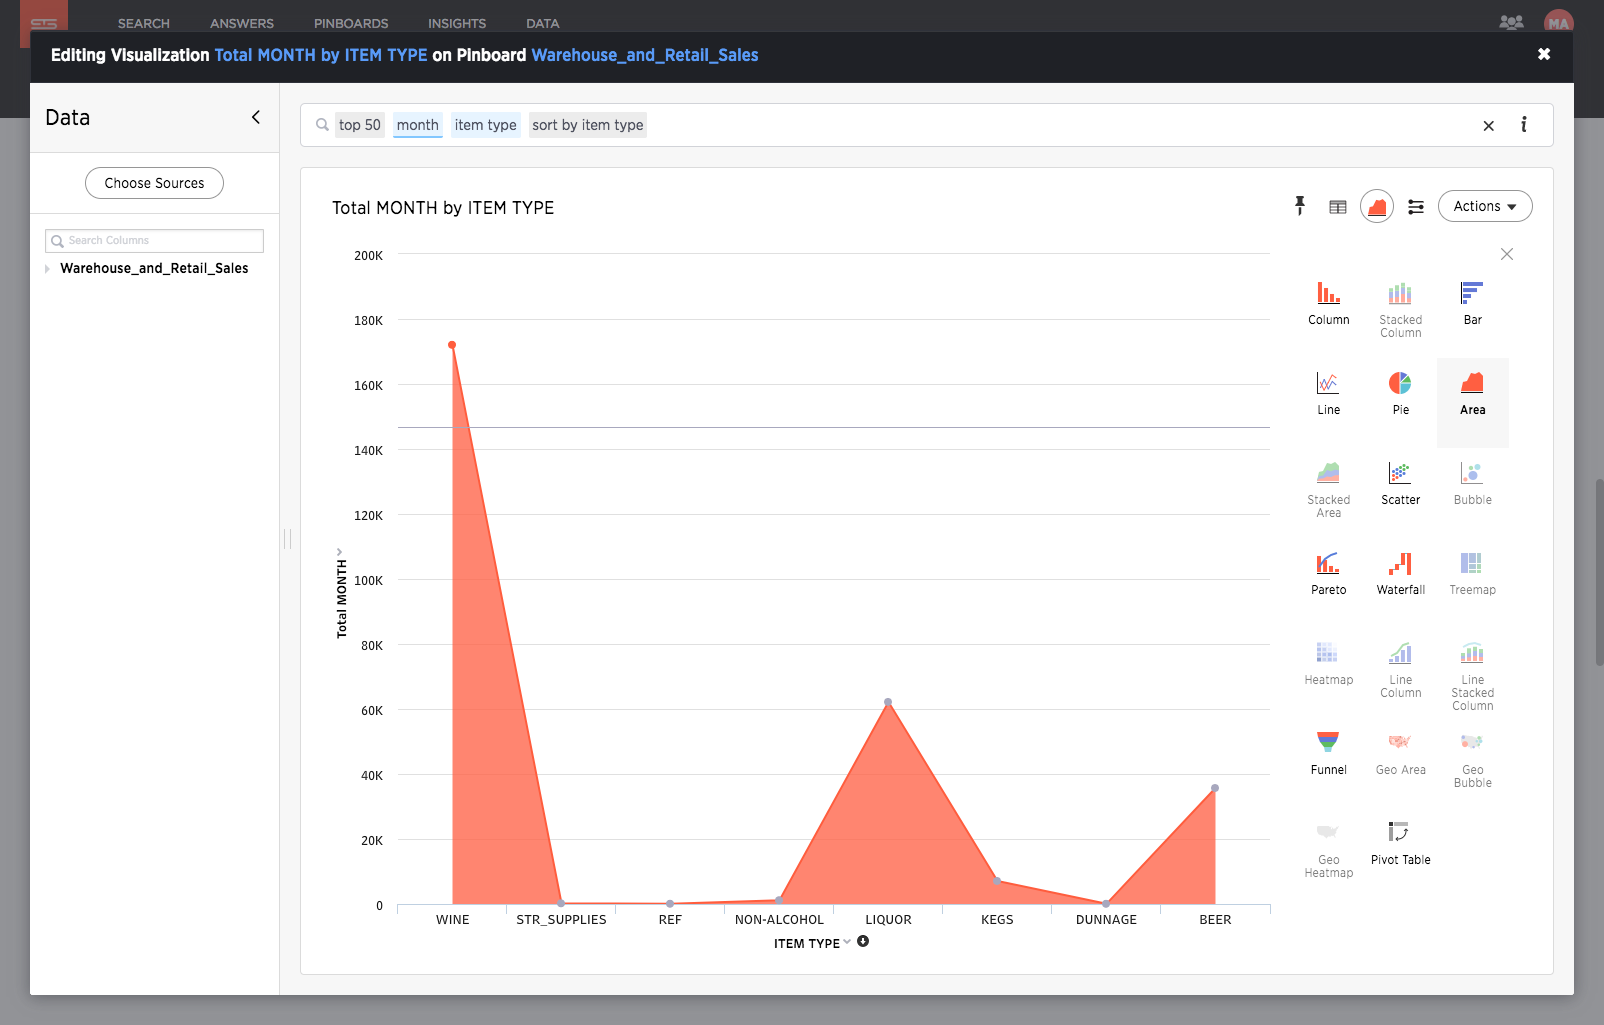 STS SEARCH ANSWERS PINBOARDS INSIGHTS DATA MA
Editing Visualization Total MONTH by ITEM TYPE on Pinboard Warehouse_and_Retail_Sales
Data
Choose Sources
Search Columns
Warehouse_and_Retail_Sales
top 50 month item type sort by item type
Total MONTH by ITEM TYPE
Actions
200K
180K
160K
140K
120K
100K
80K
60K
40K
20K
0
Total MONTH
WINE STR_SUPPLIES REF NON-ALCOHOL LIQUOR KEGS DUNNAGE BEER
ITEM TYPE
Column
Stacked
Column
Bar
Line
Pie
Area
Stacked
Area
Scatter
Bubble
Pareto
Waterfall
Treemap
Heatmap
Line
Column
Line
Stacked
Column
Funnel
Geo Area
Geo
Bubble
Geo
Heatmap
Pivot Table